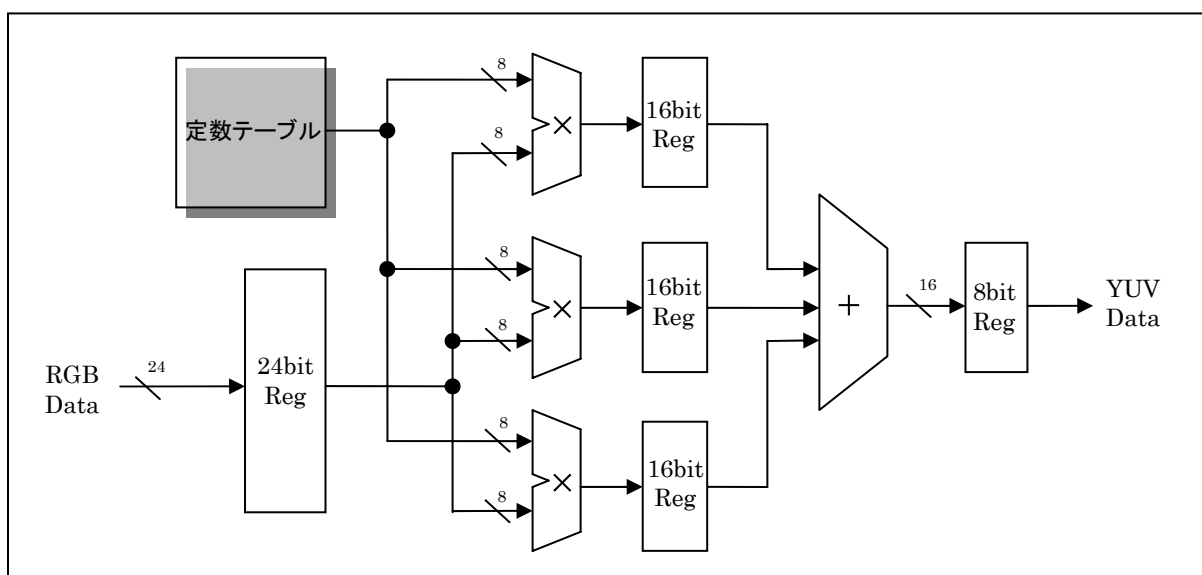 定数テーブル
8
8
×
16bit
Reg
8
8
×
16bit
Reg
+
16
8bit
Reg
YUV
Data
RGB
Data
24
24bit
Reg
8
8
×
16bit
Reg